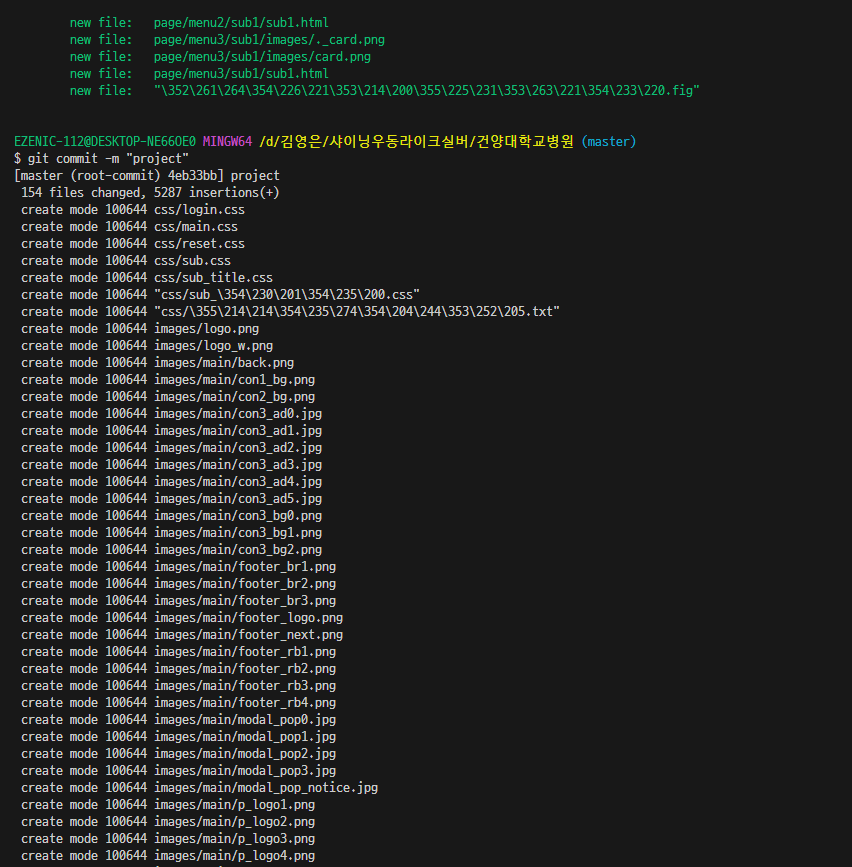 new file:   page/menu2/sub1/sub1.html
new file:   page/menu3/sub1/images/._card.png
new file:   page/menu3/sub1/images/card.png
new file:   page/menu3/sub1/sub1.html
new file:   "\352\261\264\354\226\221\353\214\200\355\225\231\353\263\221\354\233\220.fig"
EZENIC-112@DESKTOP-NE66OE0 MINGW64 /d/김영은/샤이닝우동라이크실버/건양대학교병원 (master)
$ git commit -m "project"
[master (root-commit) 4eb33bb] project
154 files changed, 5287 insertions(+)
create mode 100644 css/login.css
create mode 100644 css/main.css
create mode 100644 css/reset.css
create mode 100644 css/sub.css
create mode 100644 css/sub_title.css
create mode 100644 "css/sub_\354\230\201\354\235\200.css"
create mode 100644 "css/\355\214\214\354\235\274\354\204\244\353\252\205.txt"
create mode 100644 images/logo.png
create mode 100644 images/logo_w.png
create mode 100644 images/main/back.png
create mode 100644 images/main/con1_bg.png
create mode 100644 images/main/con2_bg.png
create mode 100644 images/main/con3_ad0.jpg
create mode 100644 images/main/con3_ad1.jpg
create mode 100644 images/main/con3_ad2.jpg
create mode 100644 images/main/con3_ad3.jpg
create mode 100644 images/main/con3_ad4.jpg
create mode 100644 images/main/con3_ad5.jpg
create mode 100644 images/main/con3_bg0.png
create mode 100644 images/main/con3_bg1.png
create mode 100644 images/main/con3_bg2.png
create mode 100644 images/main/footer_br1.png
create mode 100644 images/main/footer_br2.png
create mode 100644 images/main/footer_br3.png
create mode 100644 images/main/footer_logo.png
create mode 100644 images/main/footer_next.png
create mode 100644 images/main/footer_rb1.png
create mode 100644 images/main/footer_rb2.png
create mode 100644 images/main/footer_rb3.png
create mode 100644 images/main/footer_rb4.png
create mode 100644 images/main/modal_pop0.jpg
create mode 100644 images/main/modal_pop1.jpg
create mode 100644 images/main/modal_pop2.jpg
create mode 100644 images/main/modal_pop3.jpg
create mode 100644 images/main/modal_pop_notice.jpg
create mode 100644 images/main/p_logo1.png
create mode 100644 images/main/p_logo2.png
create mode 100644 images/main/p_logo3.png
create mode 100644 images/main/p_logo4.png